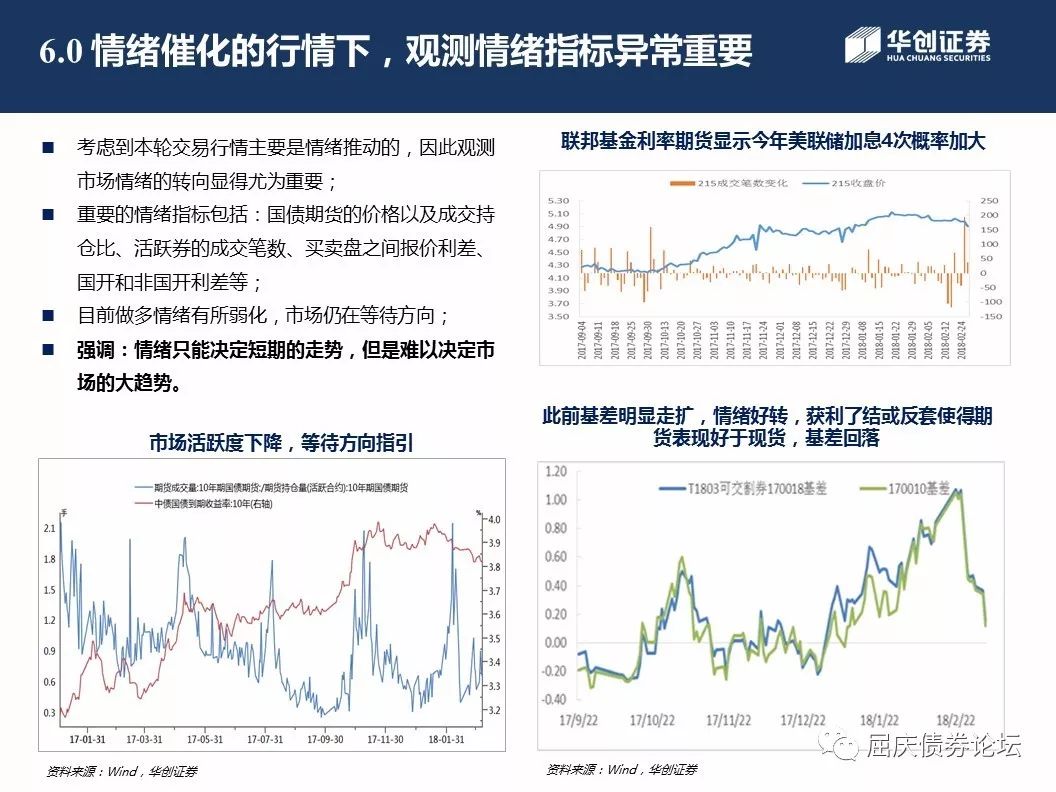 6.0 情绪催化的行情下，观测情绪指标异常重要
华创证券
HUA CHUANG SECURITIES
■ 考虑到本轮交易行情主要是情绪推动的，因此观测
市场情绪的转向显得尤为重要；
■ 重要的情绪指标包括：国债期货的价格以及成交持
仓比、活跃券的成交笔数、买卖盘之间报价利差、
国开和非国开利差等；
■ 目前做多情绪有所弱化，市场仍在等待方向；
■ 强调：情绪只能决定短期的走势，但是难以决定市
场的大趋势。
联邦基金利率期货显示今年美联储加息4次概率加大
215成交笔数变化 215收盘价
5.30
5.10
4.90
4.70
4.50
4.30
4.10
3.90
3.70
3.50
250
200
150
100
50
0
-50
-100
-150
2017-09-04
2017-09-11
2017-09-18
2017-09-25
2017-09-30
2017-10-13
2017-10-20
2017-10-27
2017-11-03
2017-11-10
2017-11-17
2017-11-24
2017-12-01
2017-12-08
2017-12-15
2017-12-22
2017-12-29
2018-01-08
2018-01-15
2018-01-22
2018-01-29
2018-02-05
2018-02-12
2018-02-24
市场活跃度下降，等待方向指引
期货成交量:10年期国债期货:/期货持仓量(活跃合约):10年期国债期货
中债国债到期收益率:10年(右轴)
手
%
2.1
1.8
1.5
1.2
0.9
0.6
0.3
4.0
3.9
3.8
3.7
3.6
3.5
3.4
3.3
3.2
17-01-31 17-03-31 17-05-31 17-07-31 17-09-30 17-11-30 18-01-31
资料来源：Wind，华创证券
此前基差明显走扩，情绪好转，获利了结或反套使得期
货表现好于现货，基差回落
T1803可交割券170018基差 170010基差
1.20
1.00
0.80
0.60
0.40
0.20
0.00
-0.20
-0.40
17/9/22 17/10/22 17/11/22 17/12/22 18/1/22 18/2/22
资料来源：Wind，华创证券
屈庆债券论坛